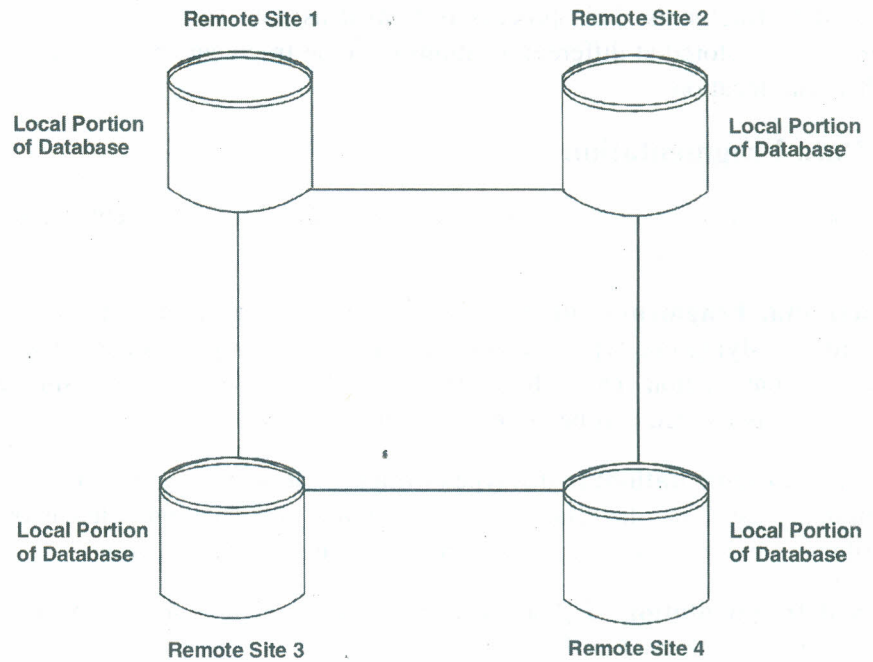 Remote Site 1
Remote Site 2
Local Portion
of Database
Local Portion
of Database
Local Portion
of Database
Local Portion
of Database
Remote Site 3
Remote Site 4